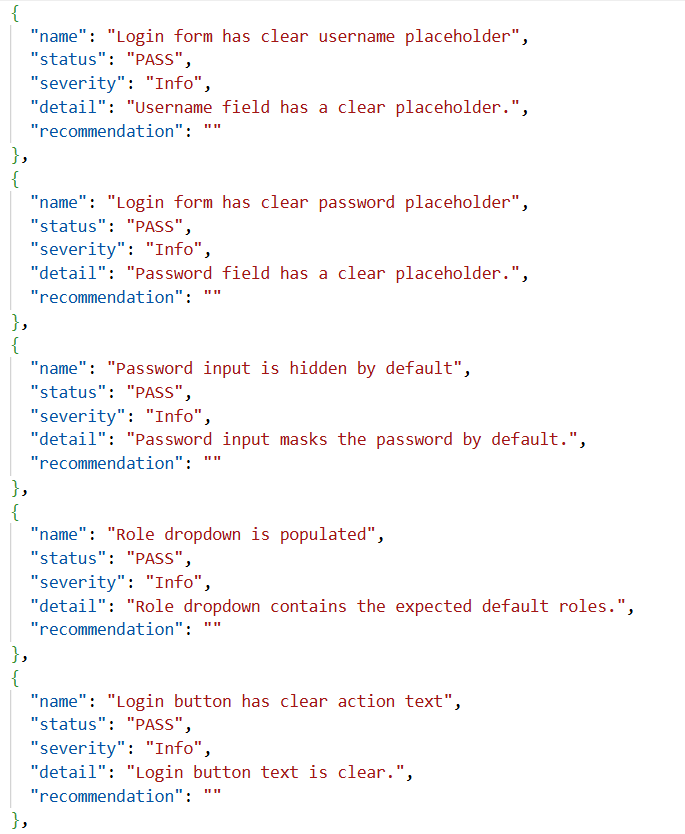 {
  "name": "Login form has clear username placeholder",
  "status": "PASS",
  "severity": "Info",
  "detail": "Username field has a clear placeholder.",
  "recommendation": ""
},
{
  "name": "Login form has clear password placeholder",
  "status": "PASS",
  "severity": "Info",
  "detail": "Password field has a clear placeholder.",
  "recommendation": ""
},
{
  "name": "Password input is hidden by default",
  "status": "PASS",
  "severity": "Info",
  "detail": "Password input masks the password by default.",
  "recommendation": ""
},
{
  "name": "Role dropdown is populated",
  "status": "PASS",
  "severity": "Info",
  "detail": "Role dropdown contains the expected default roles.",
  "recommendation": ""
},
{
  "name": "Login button has clear action text",
  "status": "PASS",
  "severity": "Info",
  "detail": "Login button text is clear.",
  "recommendation": ""
},